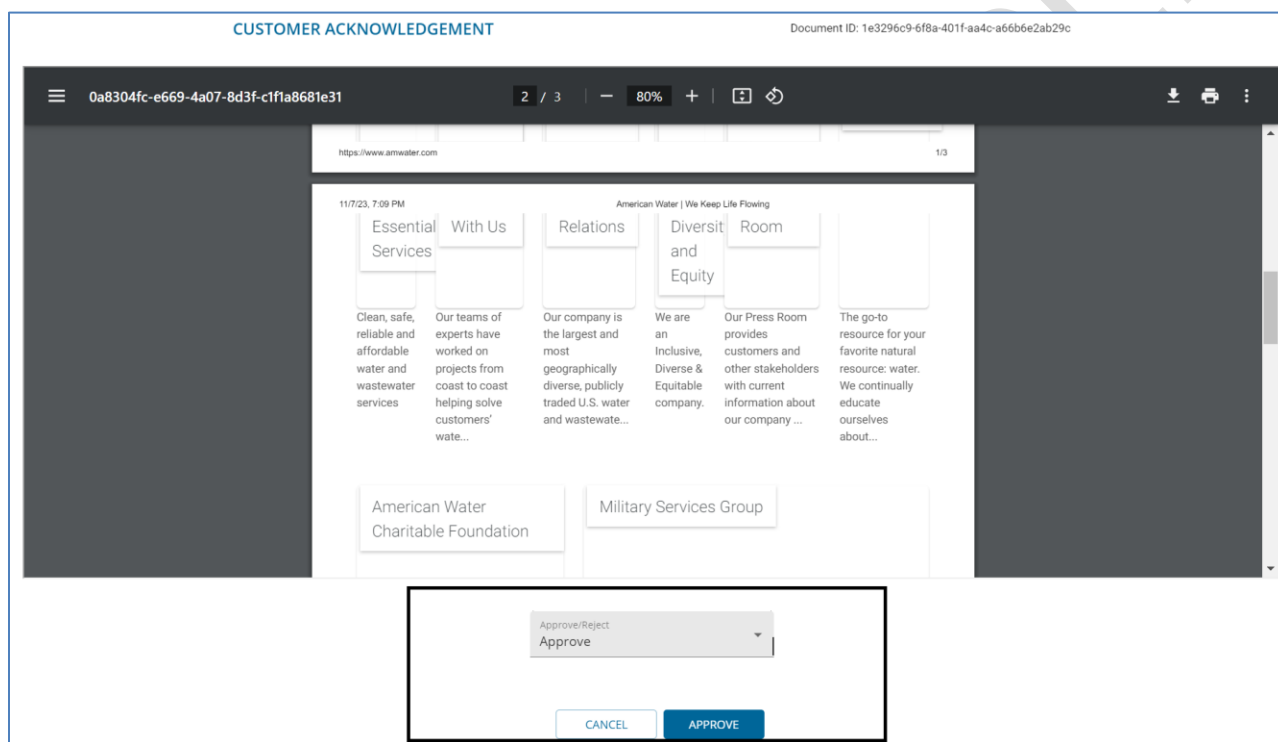 CUSTOMER ACKNOWLEDGEMENT
Document ID: 1e3296c9-6f8a-401f-aa4c-a66b6e2ab29c
0a8304fc-e669-4a07-8d3f-c1f1a8681e31
2 / 3
80%
https://www.amwater.com
1/3
11/7/23, 7:09 PM
American Water | We Keep Life Flowing
Essential
Services
With Us
Relations
Diversit
and
Equity
Room
Clean, safe,
reliable and
affordable
water and
wastewater
services
Our teams of
experts have
worked on
projects from
coast to coast
helping solve
customers'
wate...
Our company is
the largest and
most
geographically
diverse, publicly
traded U.S. water
and wastewate...
We are
an
Inclusive,
Diverse &
Equitable
company.
Our Press Room
provides
customers and
other stakeholders
with current
information about
our company ...
The go-to
resource for your
favorite natural
resource: water.
We continually
educate
ourselves
about...
American Water
Charitable Foundation
Military Services Group
Approve/Reject
Approve
CANCEL
APPROVE